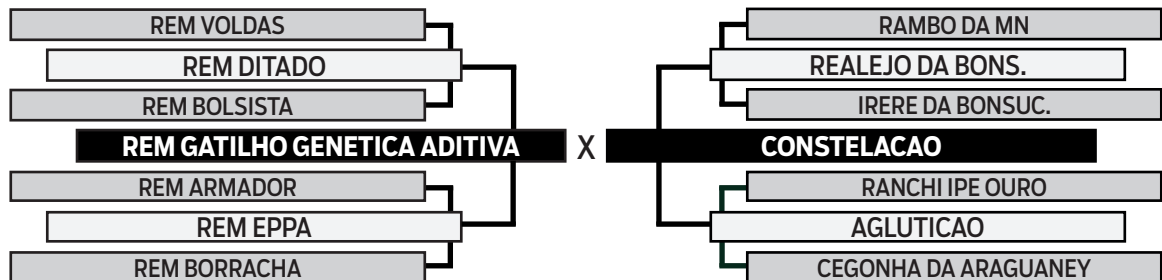 REM VOLDAS
REM DITADO
REM BOLSISTA
REM GATILHO GENETICA ADITIVA
REM ARMADOR
REM EPPA
REM BORRACHA
X
RAMBO DA MN
REALEJO DA BONS.
IRERE DA BONSUC.
CONSTELACAO
RANCHI IPE OURO
AGLUTICAO
CEGONHA DA ARAGUANEY